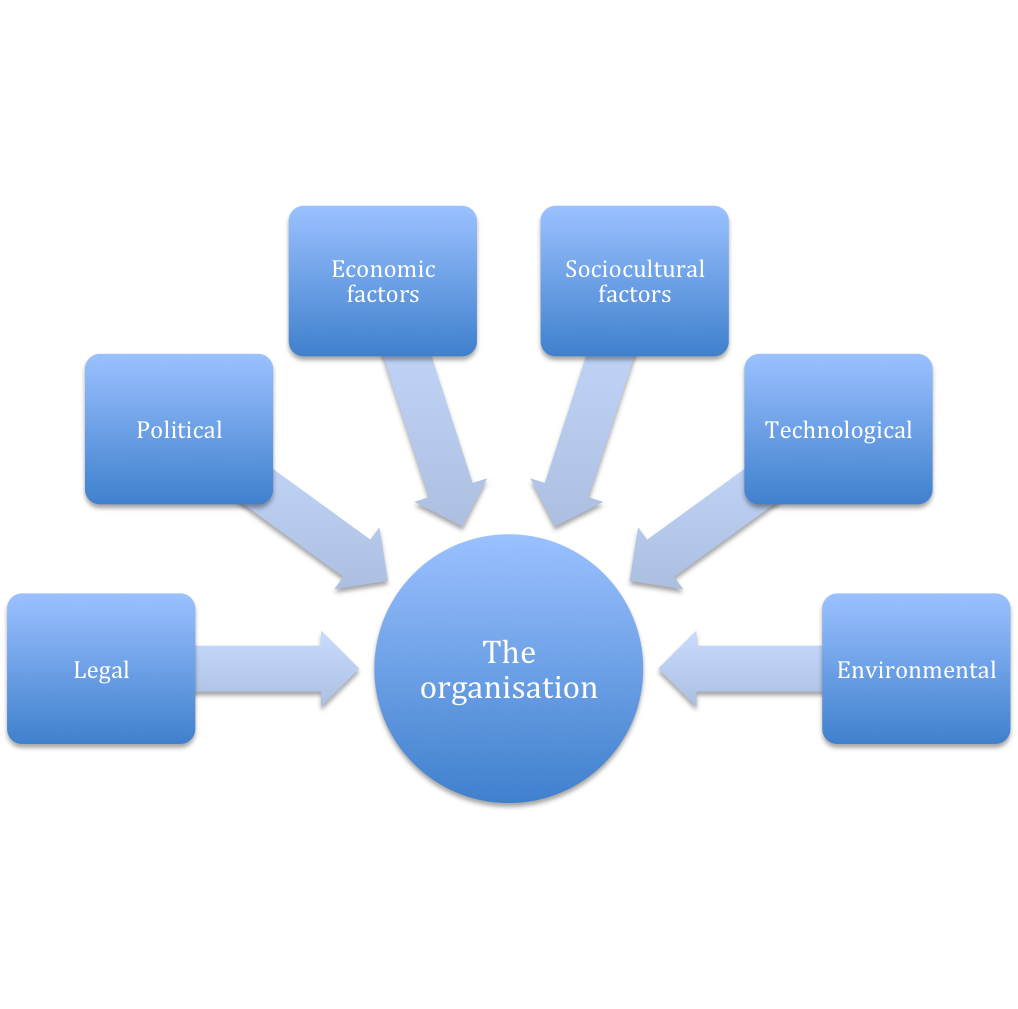 Economic
factors
Sociocultural
factors
Political
Technological
The
organisation
Legal
Environmental